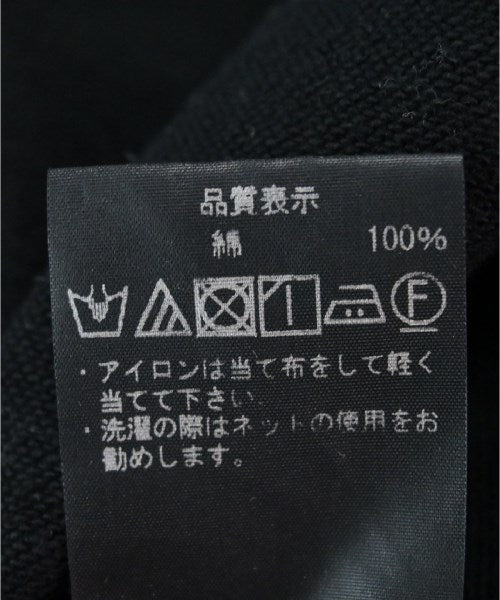 品質表示
綿 100%
F
・アイロンは当て布をして軽く
当てて下さい.
・洗濯の際はネットの使用をお
勧めします。